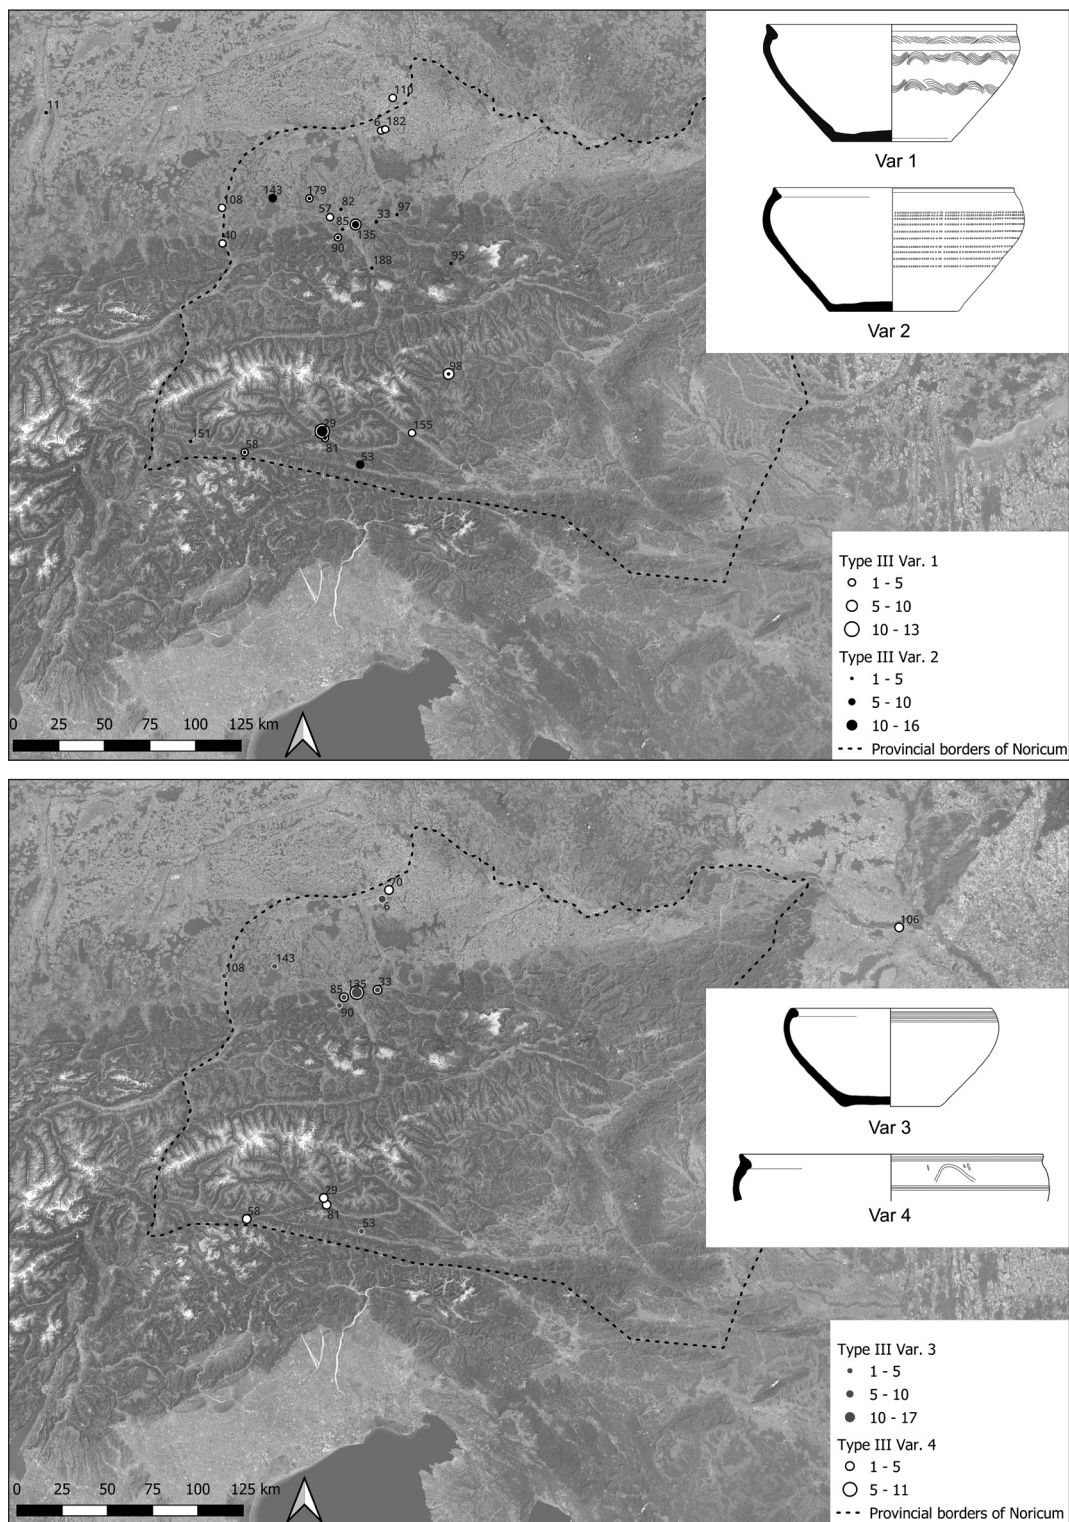 Var 1
Var 2
11
110
6
182
143
179
82
97
108
57
33
85
135
40
90
188
95
98
29
155
151
58
81
53
Type III Var. 1
1 - 5
5 - 10
10 - 13
Type III Var. 2
1 - 5
5 - 10
10 - 16
Provincial borders of Noricum
0 25 50 75 100 125 km
70
6
106
143
108
135
33
85
90
Var 3
Var 4
29
81
58
53
Type III Var. 3
1 - 5
5 - 10
10 - 17
Type III Var. 4
1 - 5
5 - 11
Provincial borders of Noricum
0 25 50 75 100 125 km